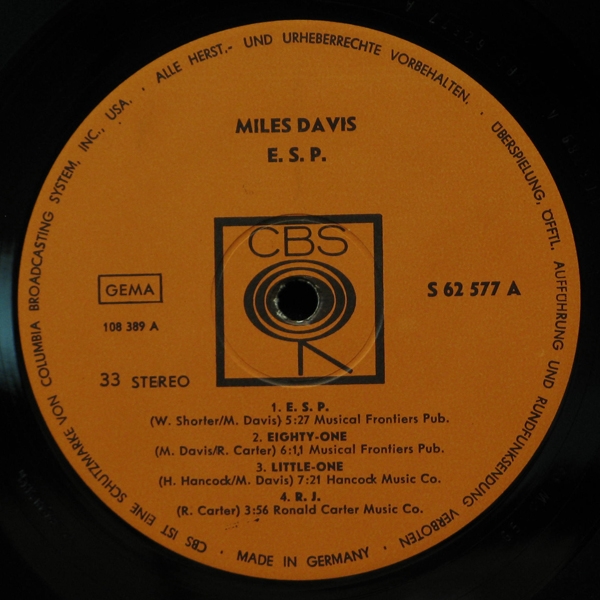 MILES DAVIS
E. S. P.
CBS
GEMA
108 389 A
33 STEREO
S 62 577 A
1. E. S. P.
(W. Shorter/M. Davis) 5:27 Musical Frontiers Pub.
2. EIGHTY-ONE
(M. Davis/R. Carter) 6:1,1 Musical Frontiers Pub.
3. LITTLE-ONE
(H. Hancock/M. Davis) 7:21 Hancock Music Co.
4. R. J.
(R. Carter) 3:56 Ronald Carter Music Co.
CBS IST EINE SCHUTZMARKE VON COLUMBIA BROADCASTING SYSTEM, INC., USA. · ALLE HERST.- UND URHEBERRECHTE VORBEHALTEN. · ÜBERSPIELUNG, ÖFFTL. AUFFÜHRUNG UND RUNDFUNKSENDUNG VERBOTEN · MADE IN GERMANY ·